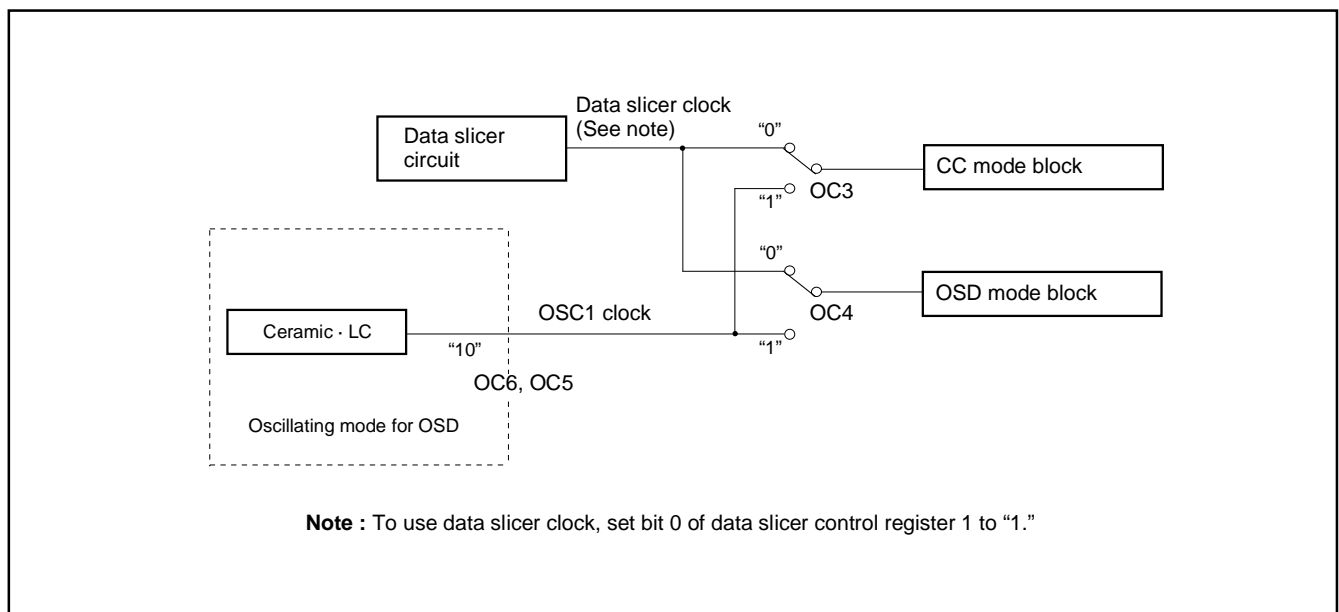 Data slicer clock
(See note)
Data slicer
circuit
“0”
CC mode block
“1”
OC3
“0”
OSD mode block
OC4
OSC1 clock
Ceramic · LC
“10”
“1”
OC6, OC5
Oscillating mode for OSD
Note : To use data slicer clock, set bit 0 of data slicer control register 1 to “1.”